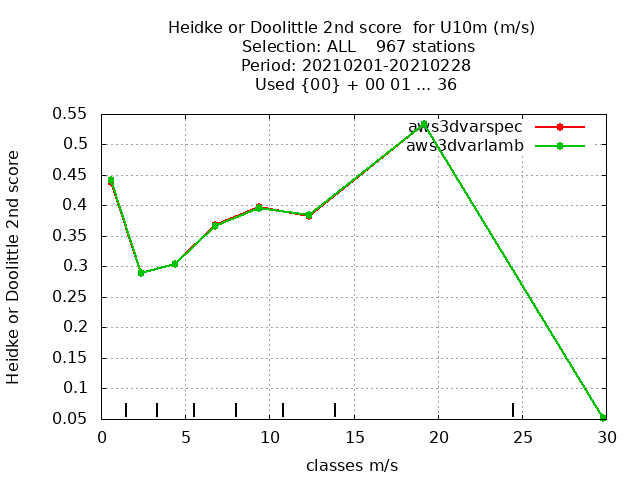 Heidke or Doolittle 2nd score  for U10m (m/s)
Selection: ALL    967 stations
Period: 20210201-20210228
Used {00} + 00 01 ... 36
aws3dvarspec
aws3dvarlamb
Heidke or Doolittle 2nd score
0.55
0.5
0.45
0.4
0.35
0.3
0.25
0.2
0.15
0.1
0.05
0 5 10 15 20 25 30
classes m/s